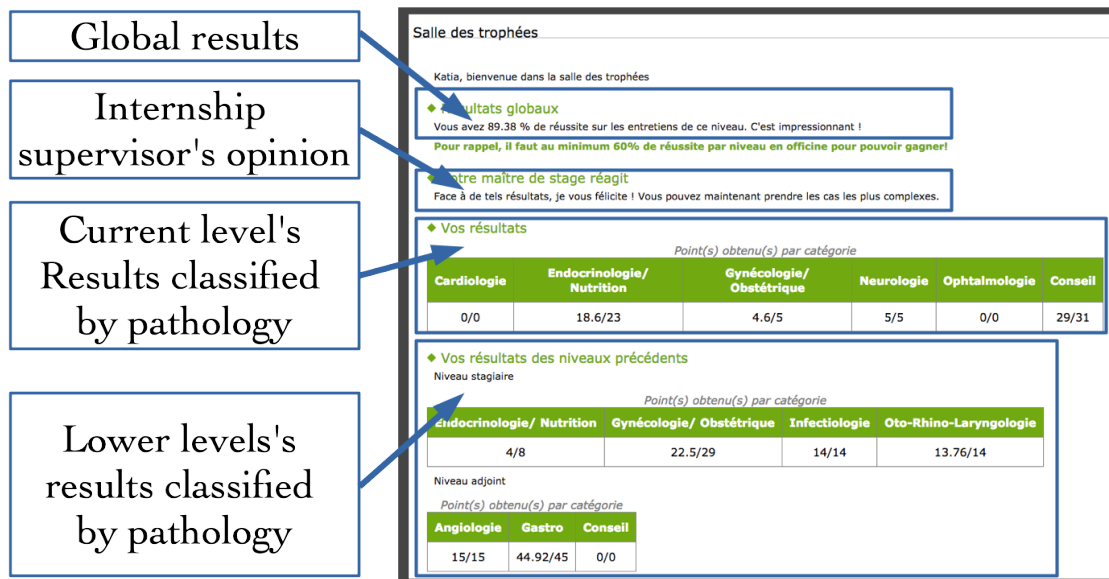 Global results
Internship
supervisor's opinion
Current level's
Results classified
by pathology
Lower levels's
results classified
by pathology
Salle des trophées
Katia, bienvenue dans la salle des trophées
◆ Résultats globaux
Vous avez 89.38 % de réussite sur les entretiens de ce niveau. C'est impressionnant !
Pour rappel, il faut au minimum 60% de réussite par niveau en officine pour pouvoir gagner!
◆ Votre maître de stage réagit
Face à de tels résultats, je vous félicite ! Vous pouvez maintenant prendre les cas les plus complexes.
◆ Vos résultats
Point(s) obtenu(s) par catégorie
Cardiologie Endocrinologie/ Nutrition Gynécologie/ Obstétrique Neurologie Ophtalmologie Conseil
0/0 18.6/23 4.6/5 5/5 0/0 29/31
◆ Vos résultats des niveaux précédents
Niveau stagiaire
Point(s) obtenu(s) par catégorie
Endocrinologie/ Nutrition Gynécologie/ Obstétrique Infectiologie Oto-Rhino-Laryngologie
4/8 22.5/29 14/14 13.76/14
Niveau adjoint
Point(s) obtenu(s) par catégorie
Angiologie Gastro Conseil
15/15 44.92/45 0/0